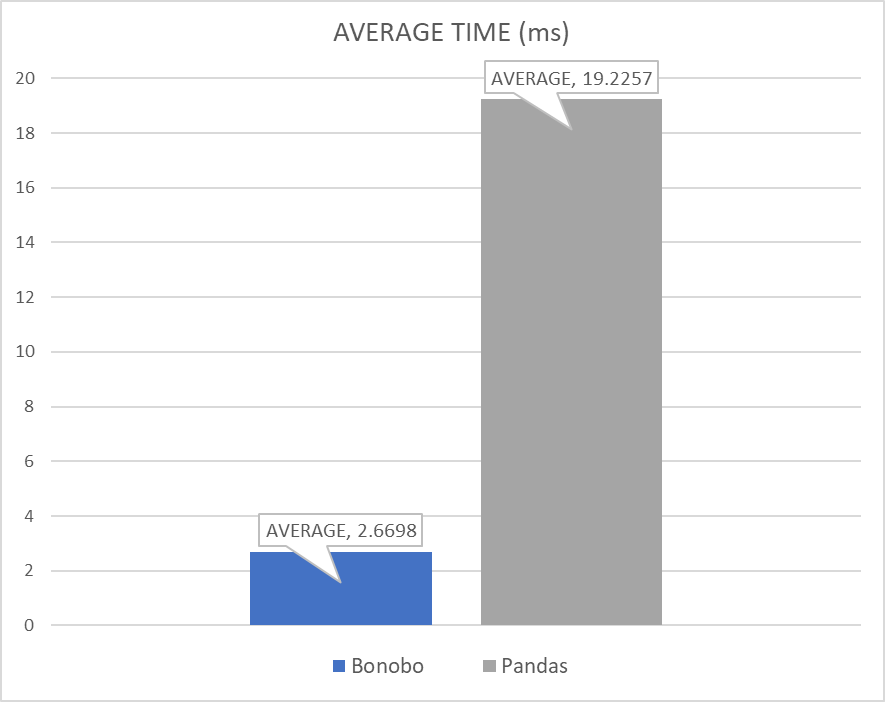 AVERAGE TIME (ms)
20
18
16
14
12
10
8
6
4
2
0
AVERAGE, 19.2257
AVERAGE, 2.6698
Bonobo
Pandas